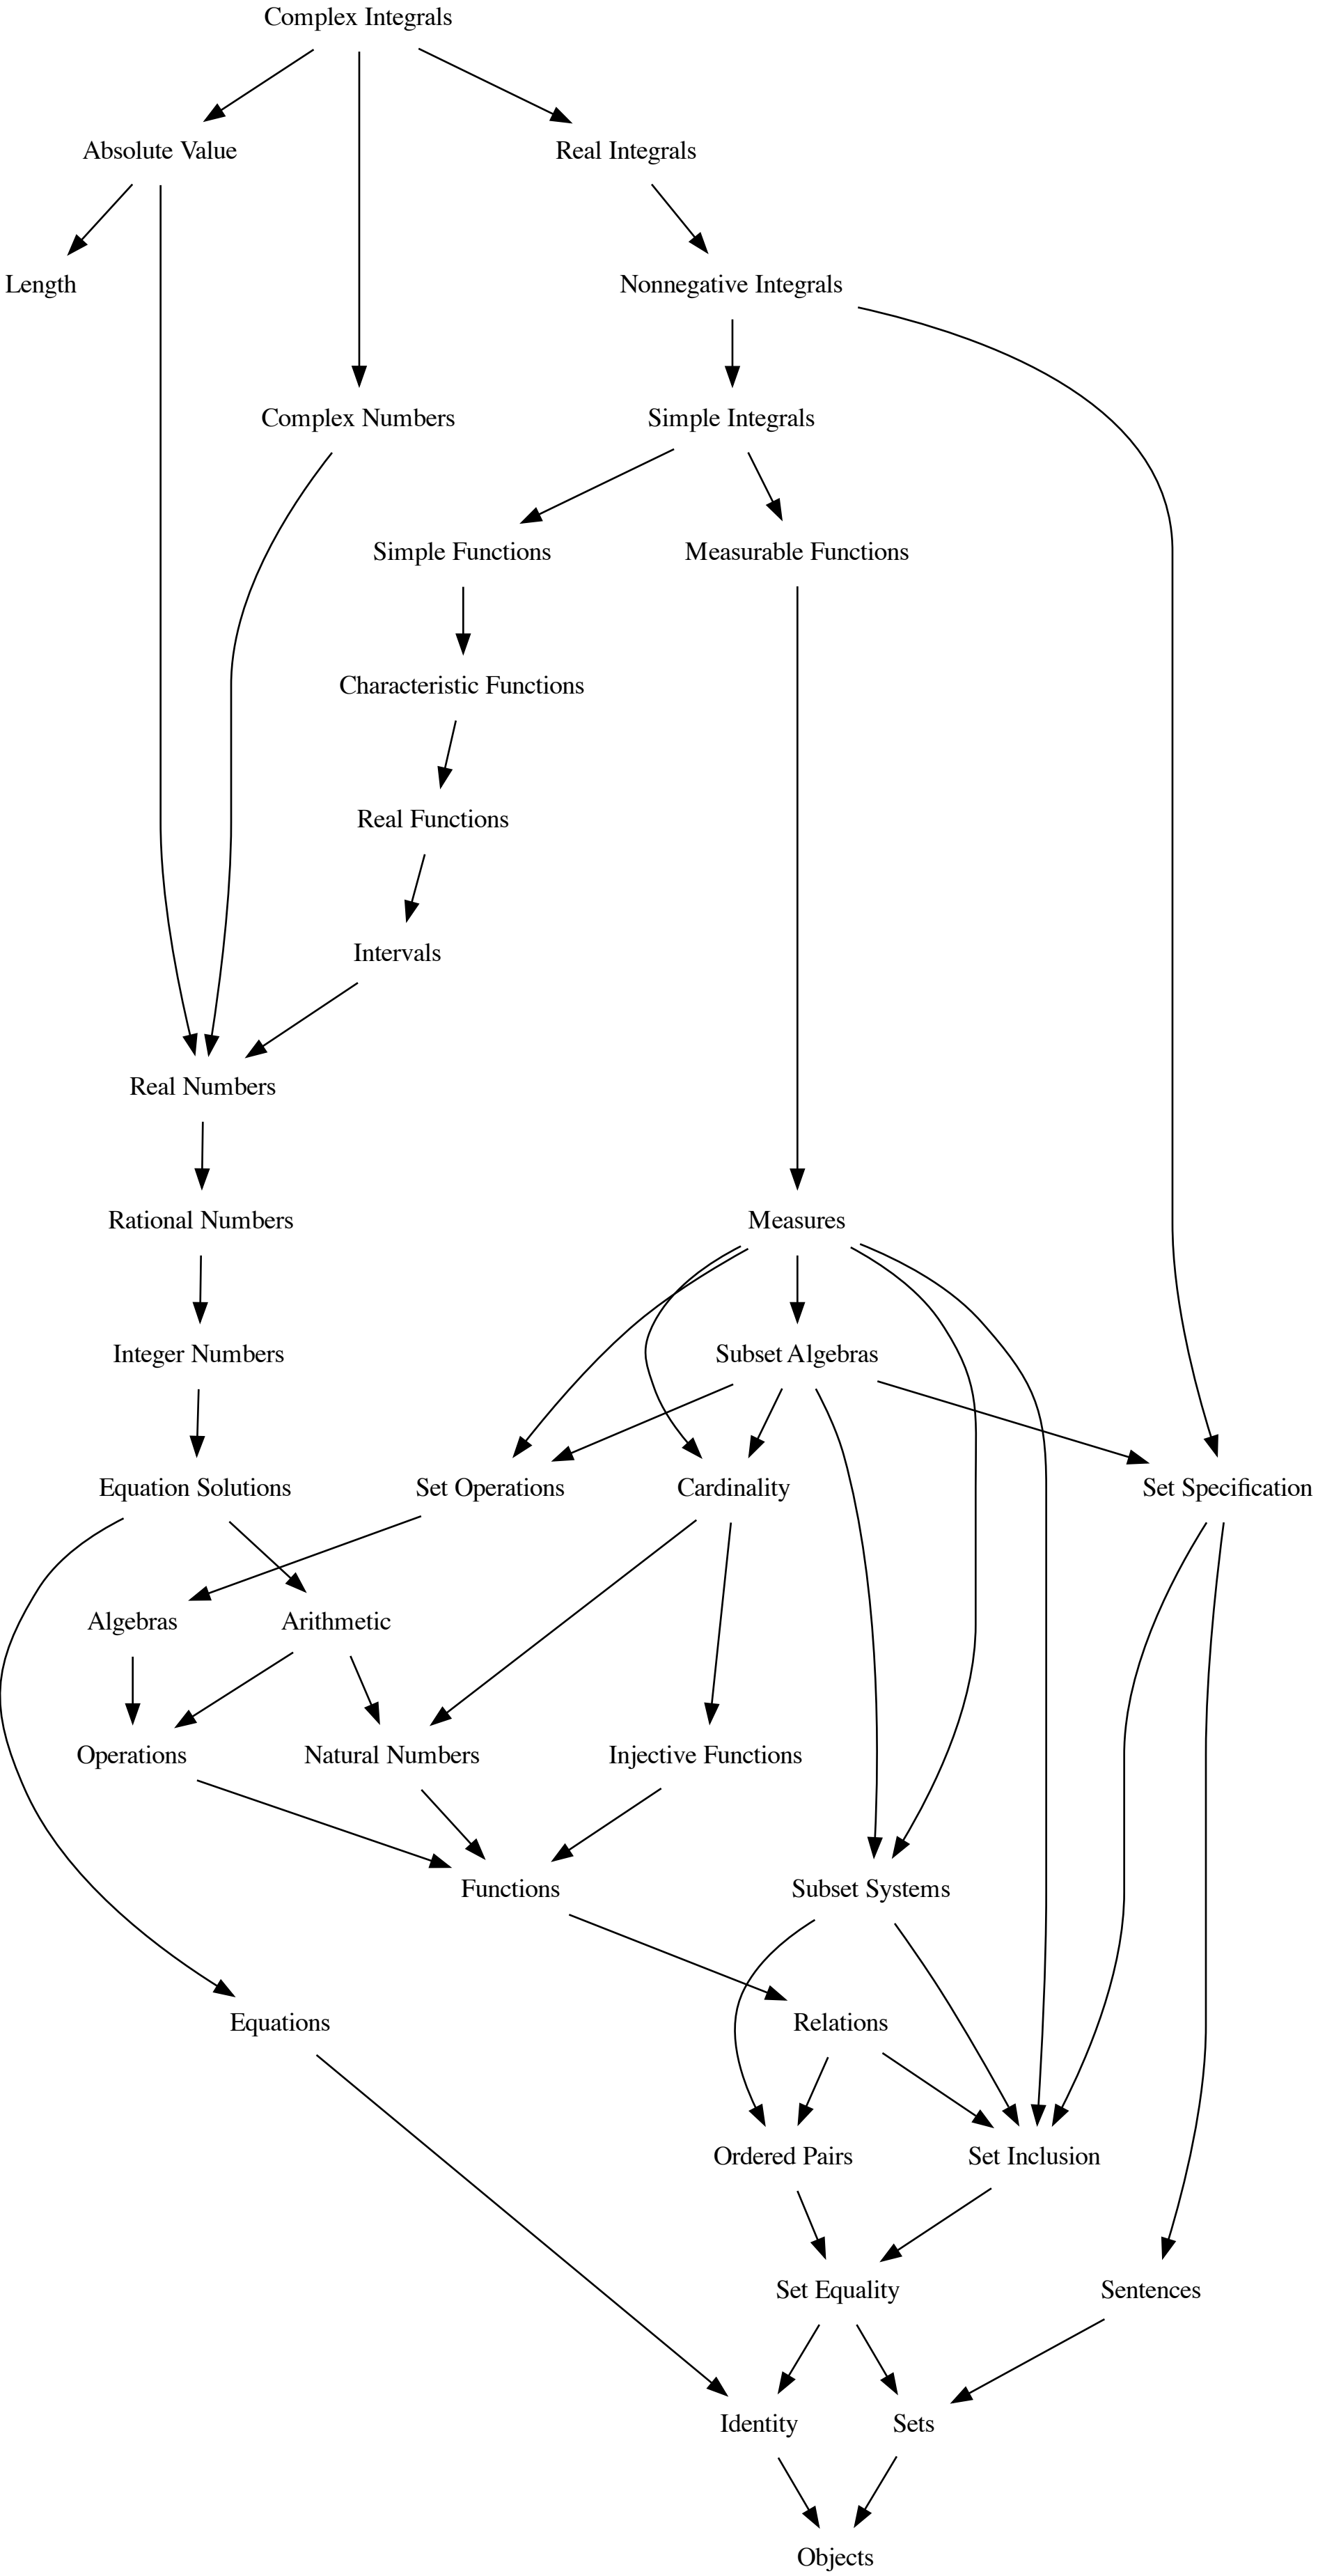 Complex Integrals
Absolute Value
Real Integrals
Length
Nonnegative Integrals
Complex Numbers
Simple Integrals
Simple Functions
Measurable Functions
Characteristic Functions
Real Functions
Intervals
Real Numbers
Rational Numbers
Measures
Integer Numbers
Subset Algebras
Equation Solutions
Set Operations
Cardinality
Set Specification
Algebras
Arithmetic
Operations
Natural Numbers
Injective Functions
Functions
Subset Systems
Equations
Relations
Ordered Pairs
Set Inclusion
Set Equality
Sentences
Identity
Sets
Objects